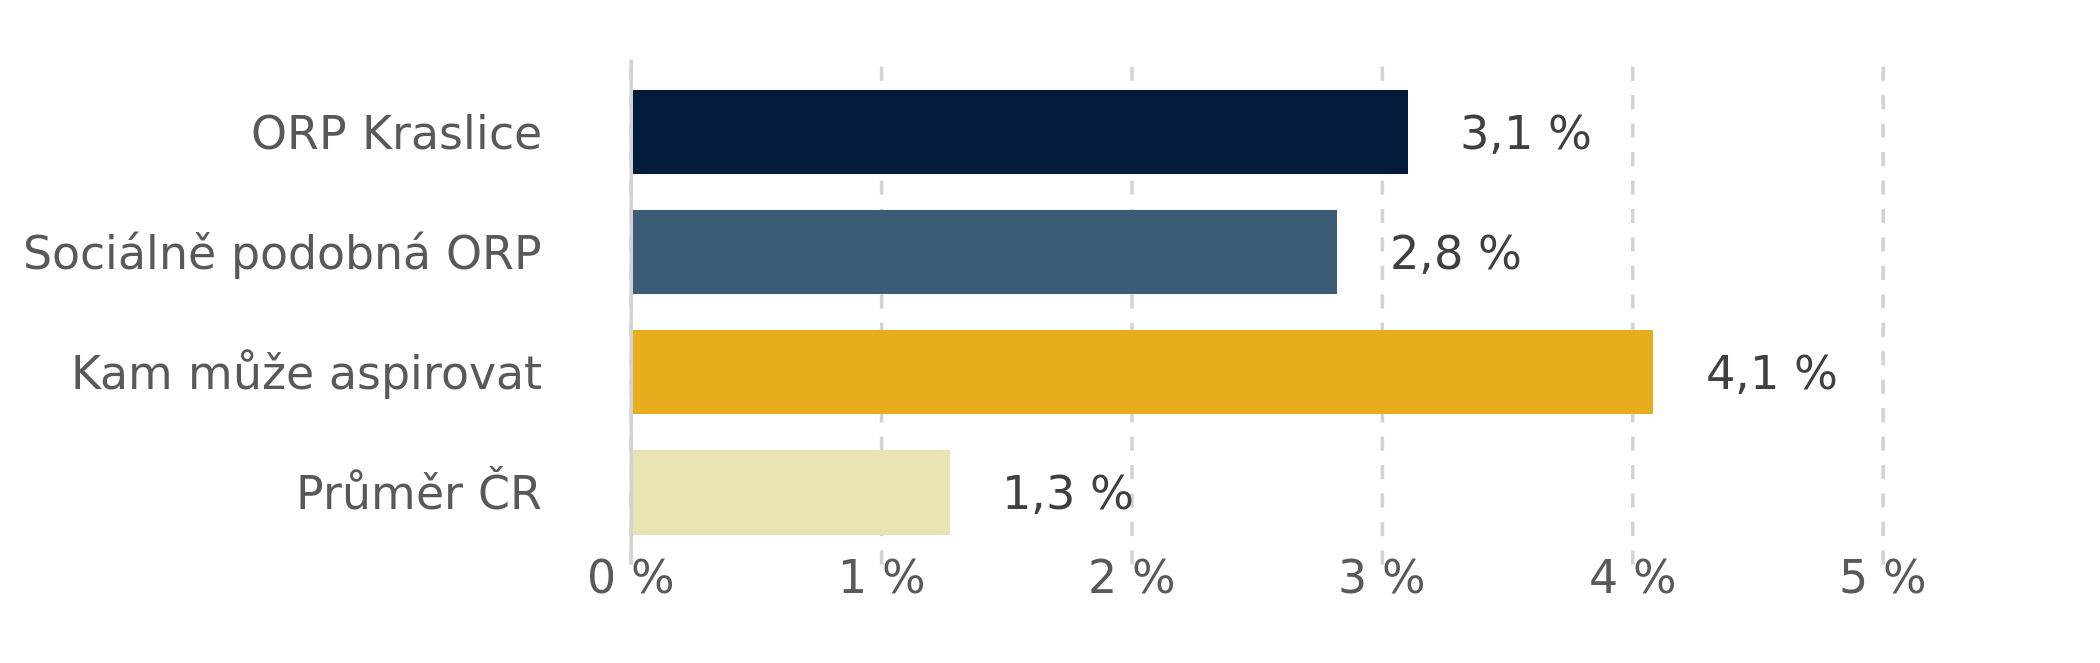 ORP Kraslice 3,1 %
Sociálně podobná ORP 2,8 %
Kam může aspirovat 4,1 %
Průměr ČR 1,3 %
0 % 1 % 2 % 3 % 4 % 5 %